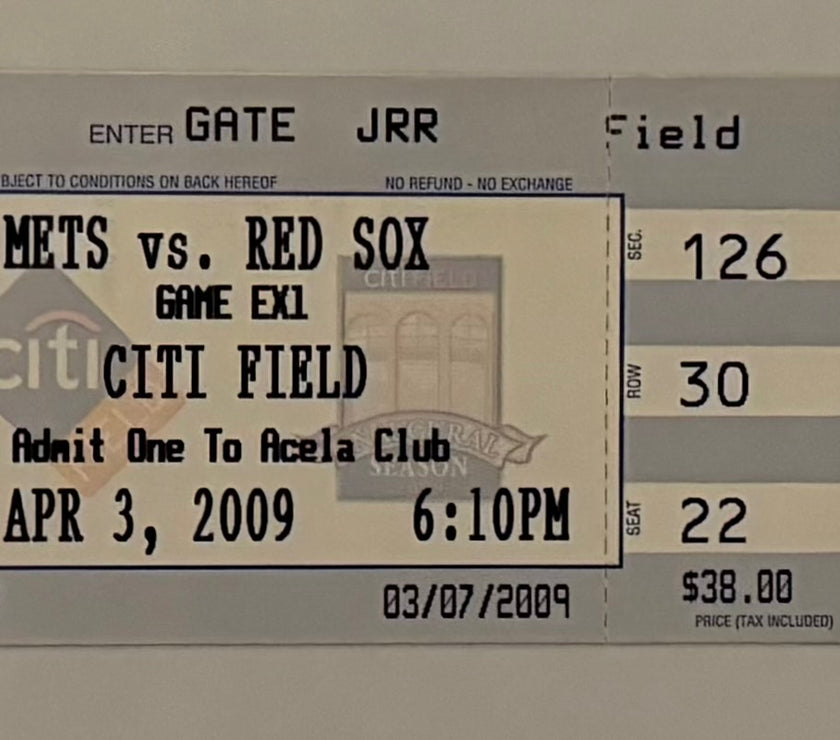 ENTER GATE JRR
Field
BJECT TO CONDITIONS ON BACK HEREOF NO REFUND - NO EXCHANGE
METS vs. RED SOX
GAME EX1
CITI FIELD
citi
CITI FIELD
Admit One To Acela Club
INAUGURAL
SEASON
APR 3, 2009 6:10PM
03/07/2009
SEC. 126
ROW 30
SEAT 22
$38.00
PRICE (TAX INCLUDED)